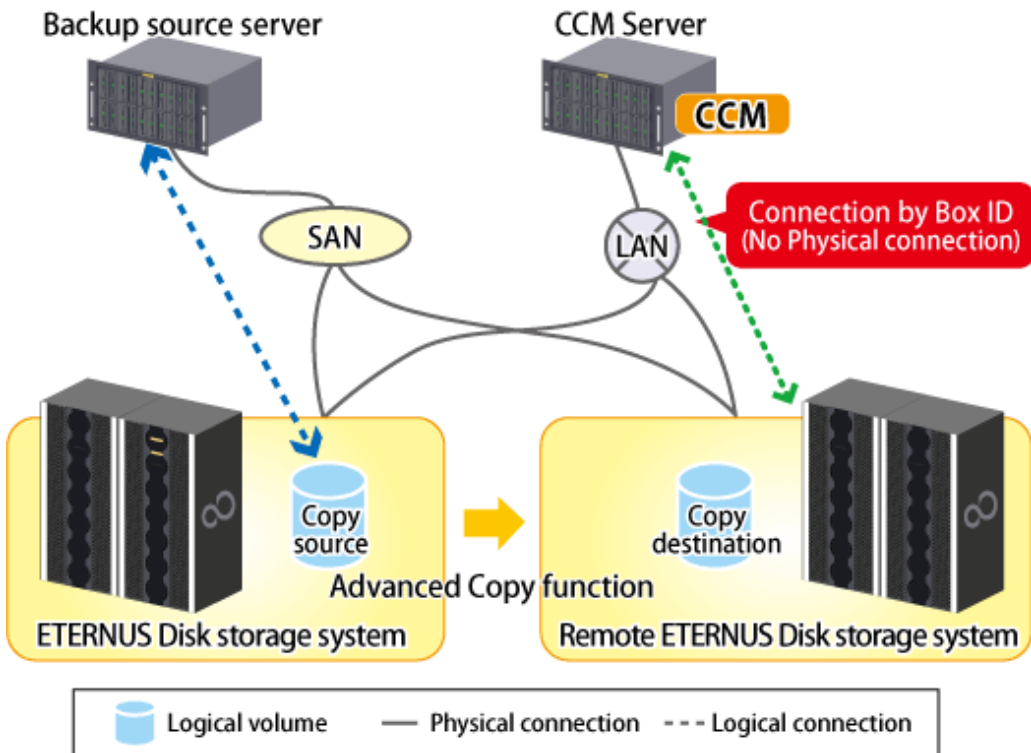 Backup source server
CCM Server
CCM
SAN
LAN
Connection by Box ID
(No Physical connection)
Copy
source
Copy
destination
Advanced Copy function
ETERNUS Disk storage system
Remote ETERNUS Disk storage system
Logical volume
Physical connection
Logical connection